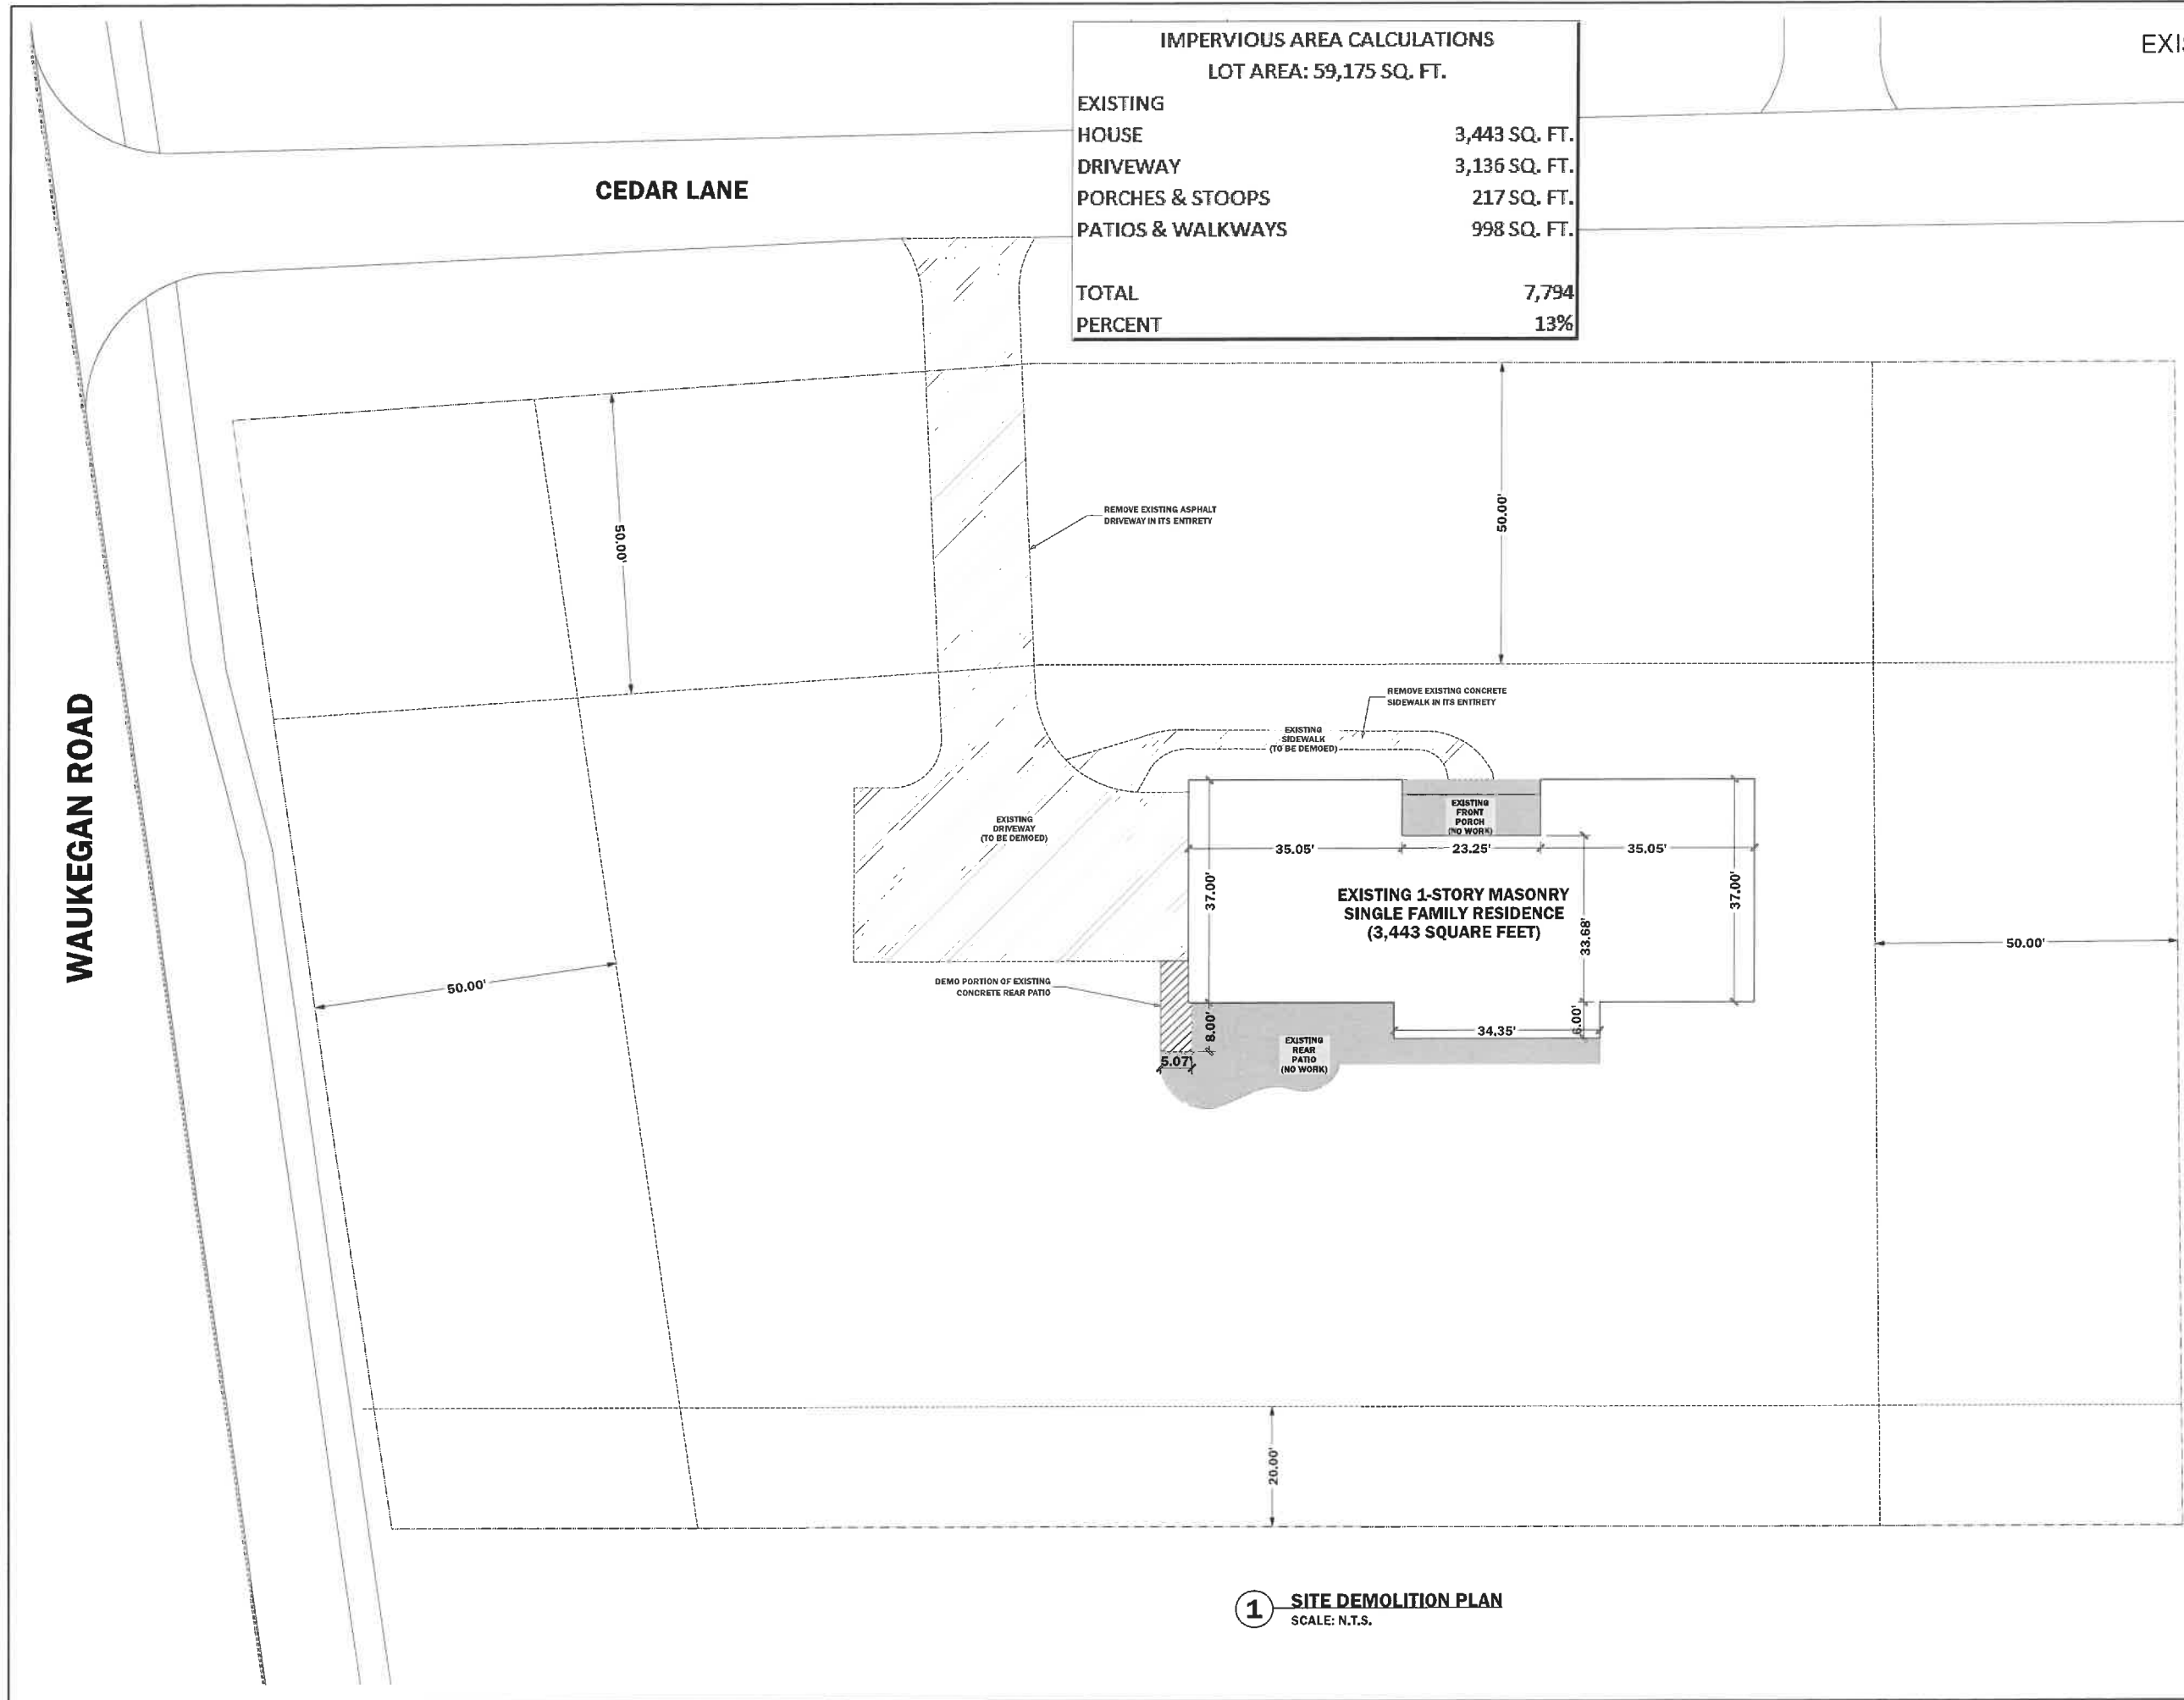 IMPERVIOUS AREA CALCULATIONS
LOT AREA: 59,175 SQ. FT.
EXISTING
HOUSE 3,443 SQ. FT.
DRIVEWAY 3,136 SQ. FT.
PORCHES & STOOPS 217 SQ. FT.
PATIOS & WALKWAYS 998 SQ. FT.
TOTAL 7,794
PERCENT 13%
CEDAR LANE
WAUKEGAN ROAD
50.00'
50.00'
REMOVE EXISTING ASPHALT
DRIVEWAY IN ITS ENTIRETY
REMOVE EXISTING CONCRETE
SIDEWALK IN ITS ENTIRETY
EXISTING
SIDEWALK
(TO BE DEMOED)
EXISTING
FRONT
PORCH
(NO WORK)
EXISTING
DRIVEWAY
(TO BE DEMOED)
35.05'
23.25'
35.05'
37.00'
37.00'
EXISTING 1-STORY MASONRY
SINGLE FAMILY RESIDENCE
(3,443 SQUARE FEET)
33.68'
50.00'
50.00'
DEMO PORTION OF EXISTING
CONCRETE REAR PATIO
8.00'
5.07'
34.35'
6.00'
EXISTING
REAR
PATIO
(NO WORK)
20.00'
1 SITE DEMOLITION PLAN
SCALE: N.T.S.